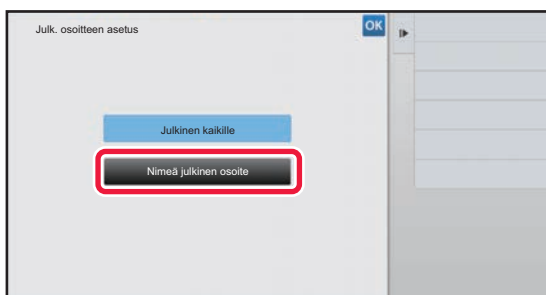 Julk. osoitteen asetus
OK
Julkinen kaikille
Nimeä julkinen osoite